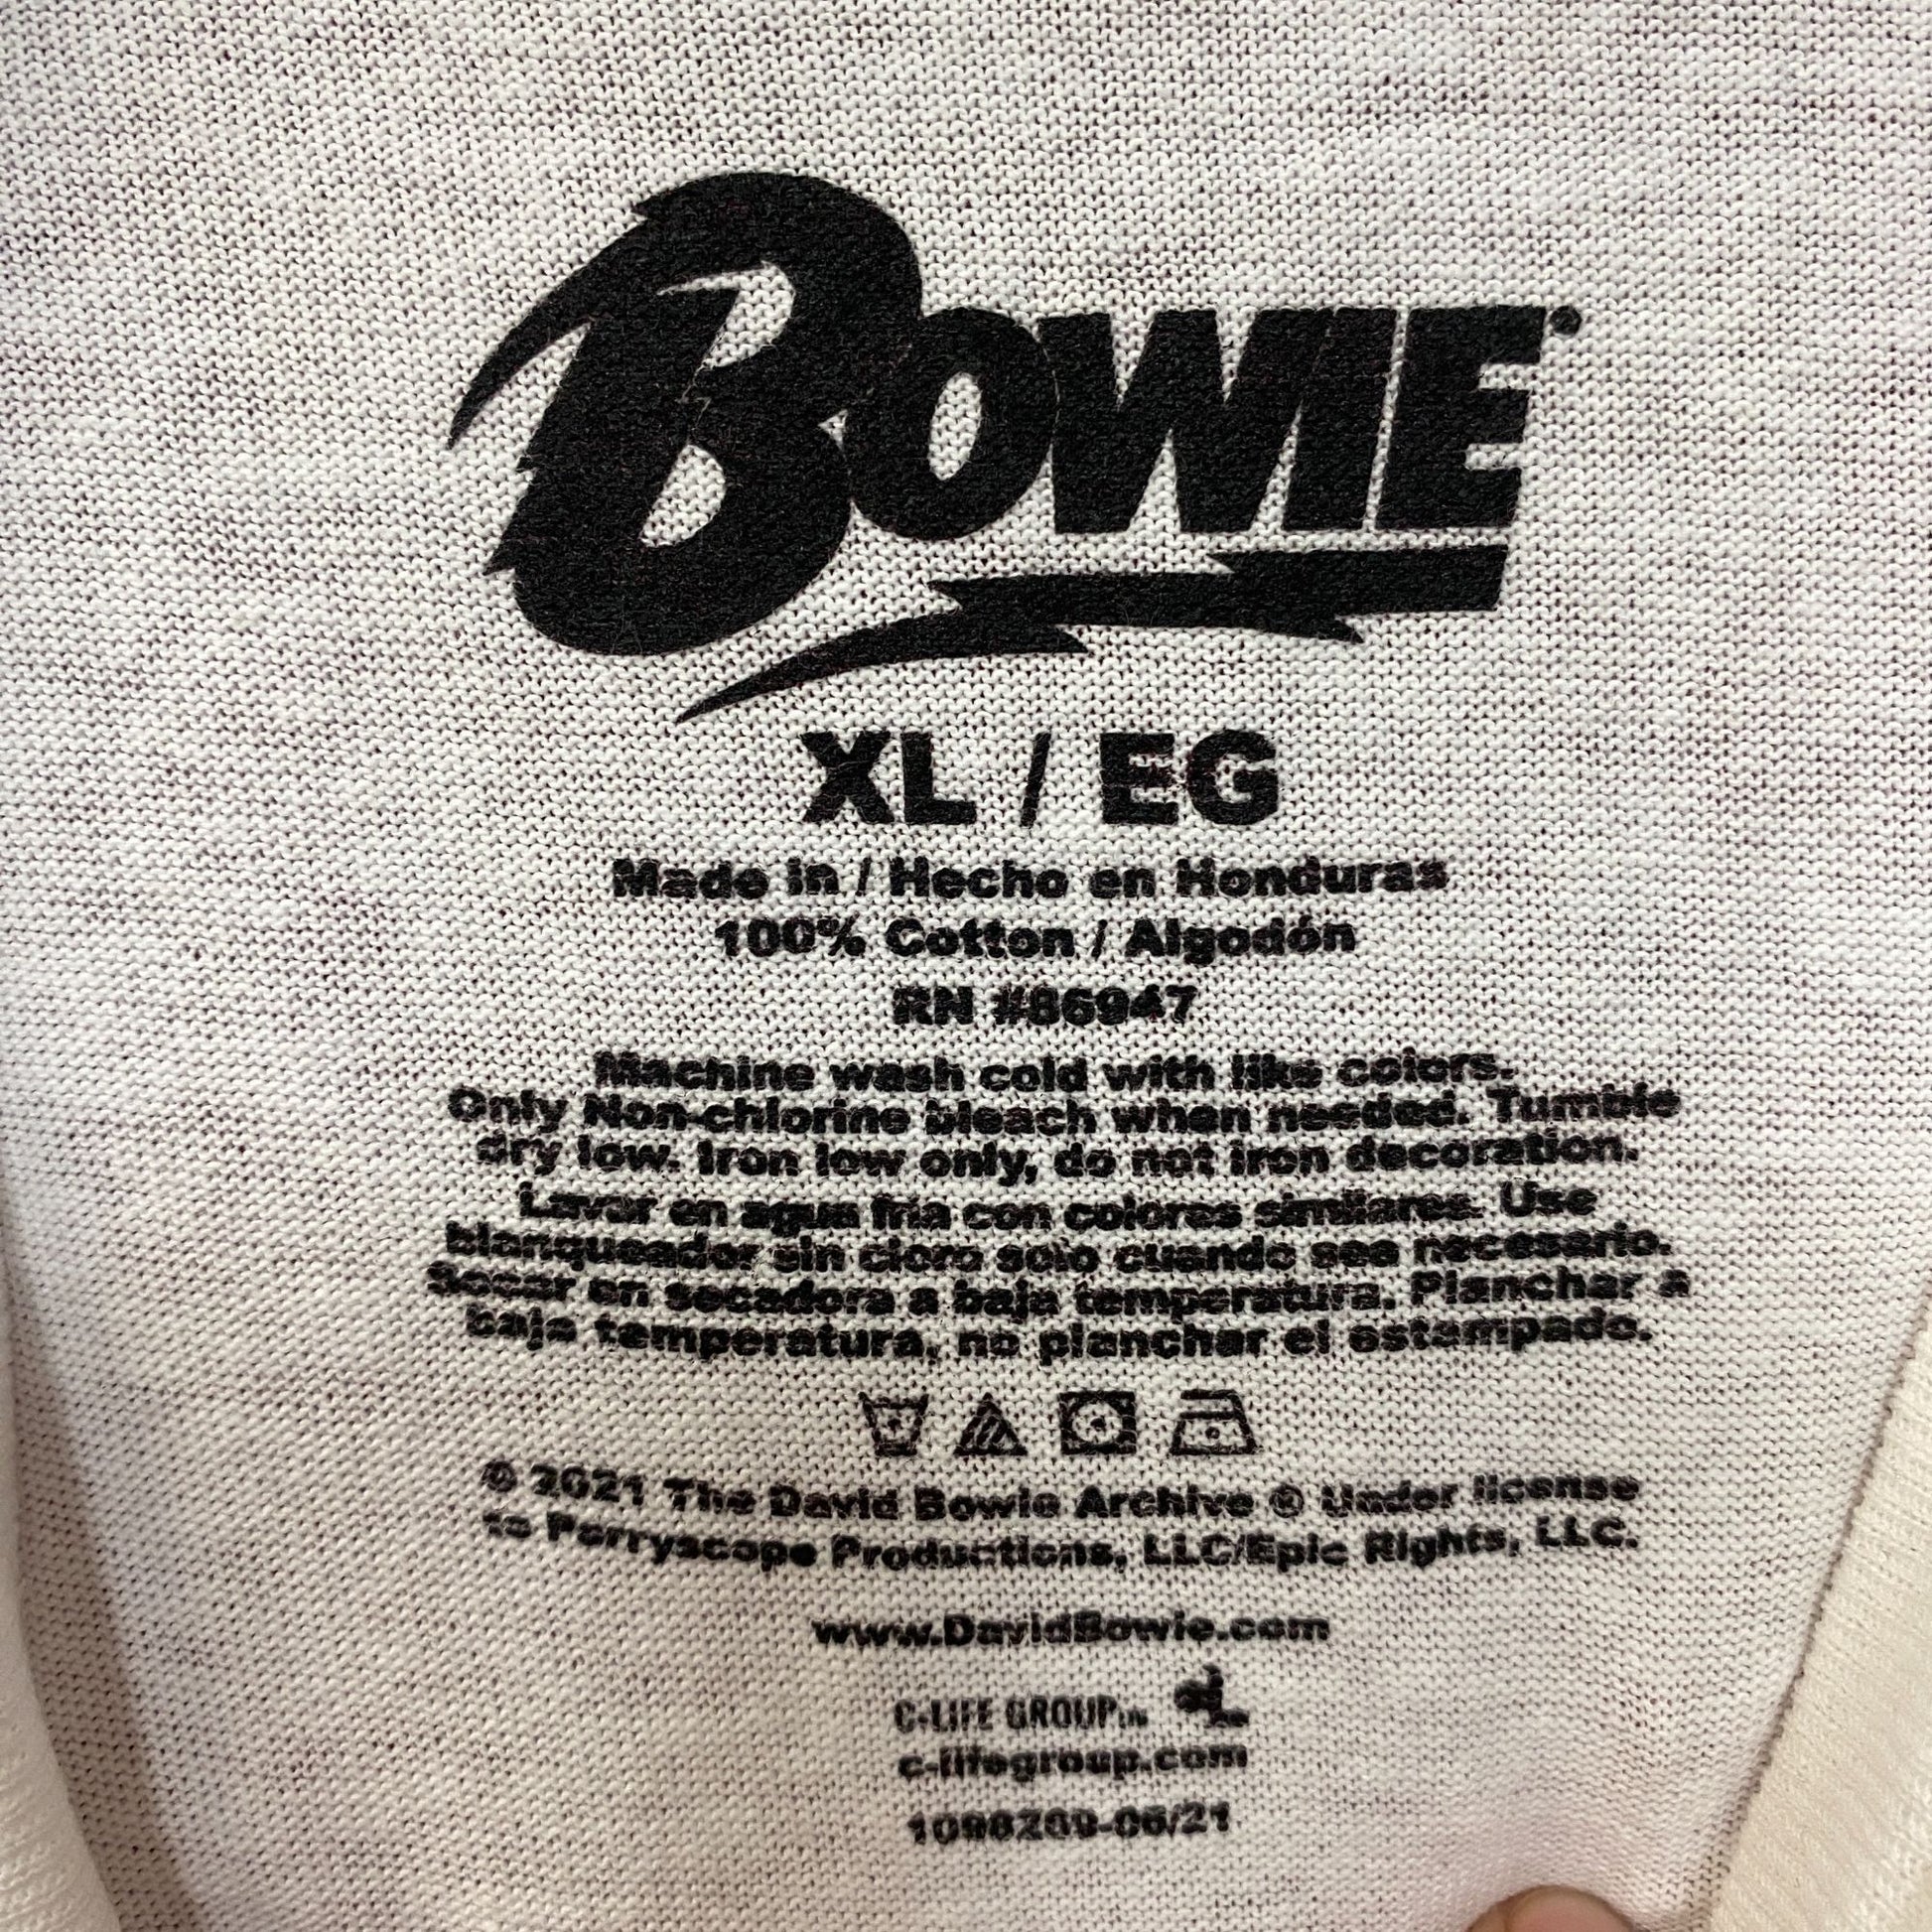 BOWIE
XL / EG
Made in / Hecho en Honduras
100% Cotton / Algodón
RN #86947
Machine wash cold with like colors.
Only Non-chlorine bleach when needed. Tumble
dry low. Iron low only, do not iron decoration.
Lavar en agua fria con colores similares. Use
blanqueador sin cloro solo cuando sea necesario.
Secar en secadora a baja temperatura. Planchar a
baja temperatura, no planchar el estampado.
© 2021 The David Bowie Archive ® Under license
to Perryscope Productions, LLC/Epic Rights, LLC.
www.DavidBowie.com
C-LIFE GROUP
c-lifegroup.com